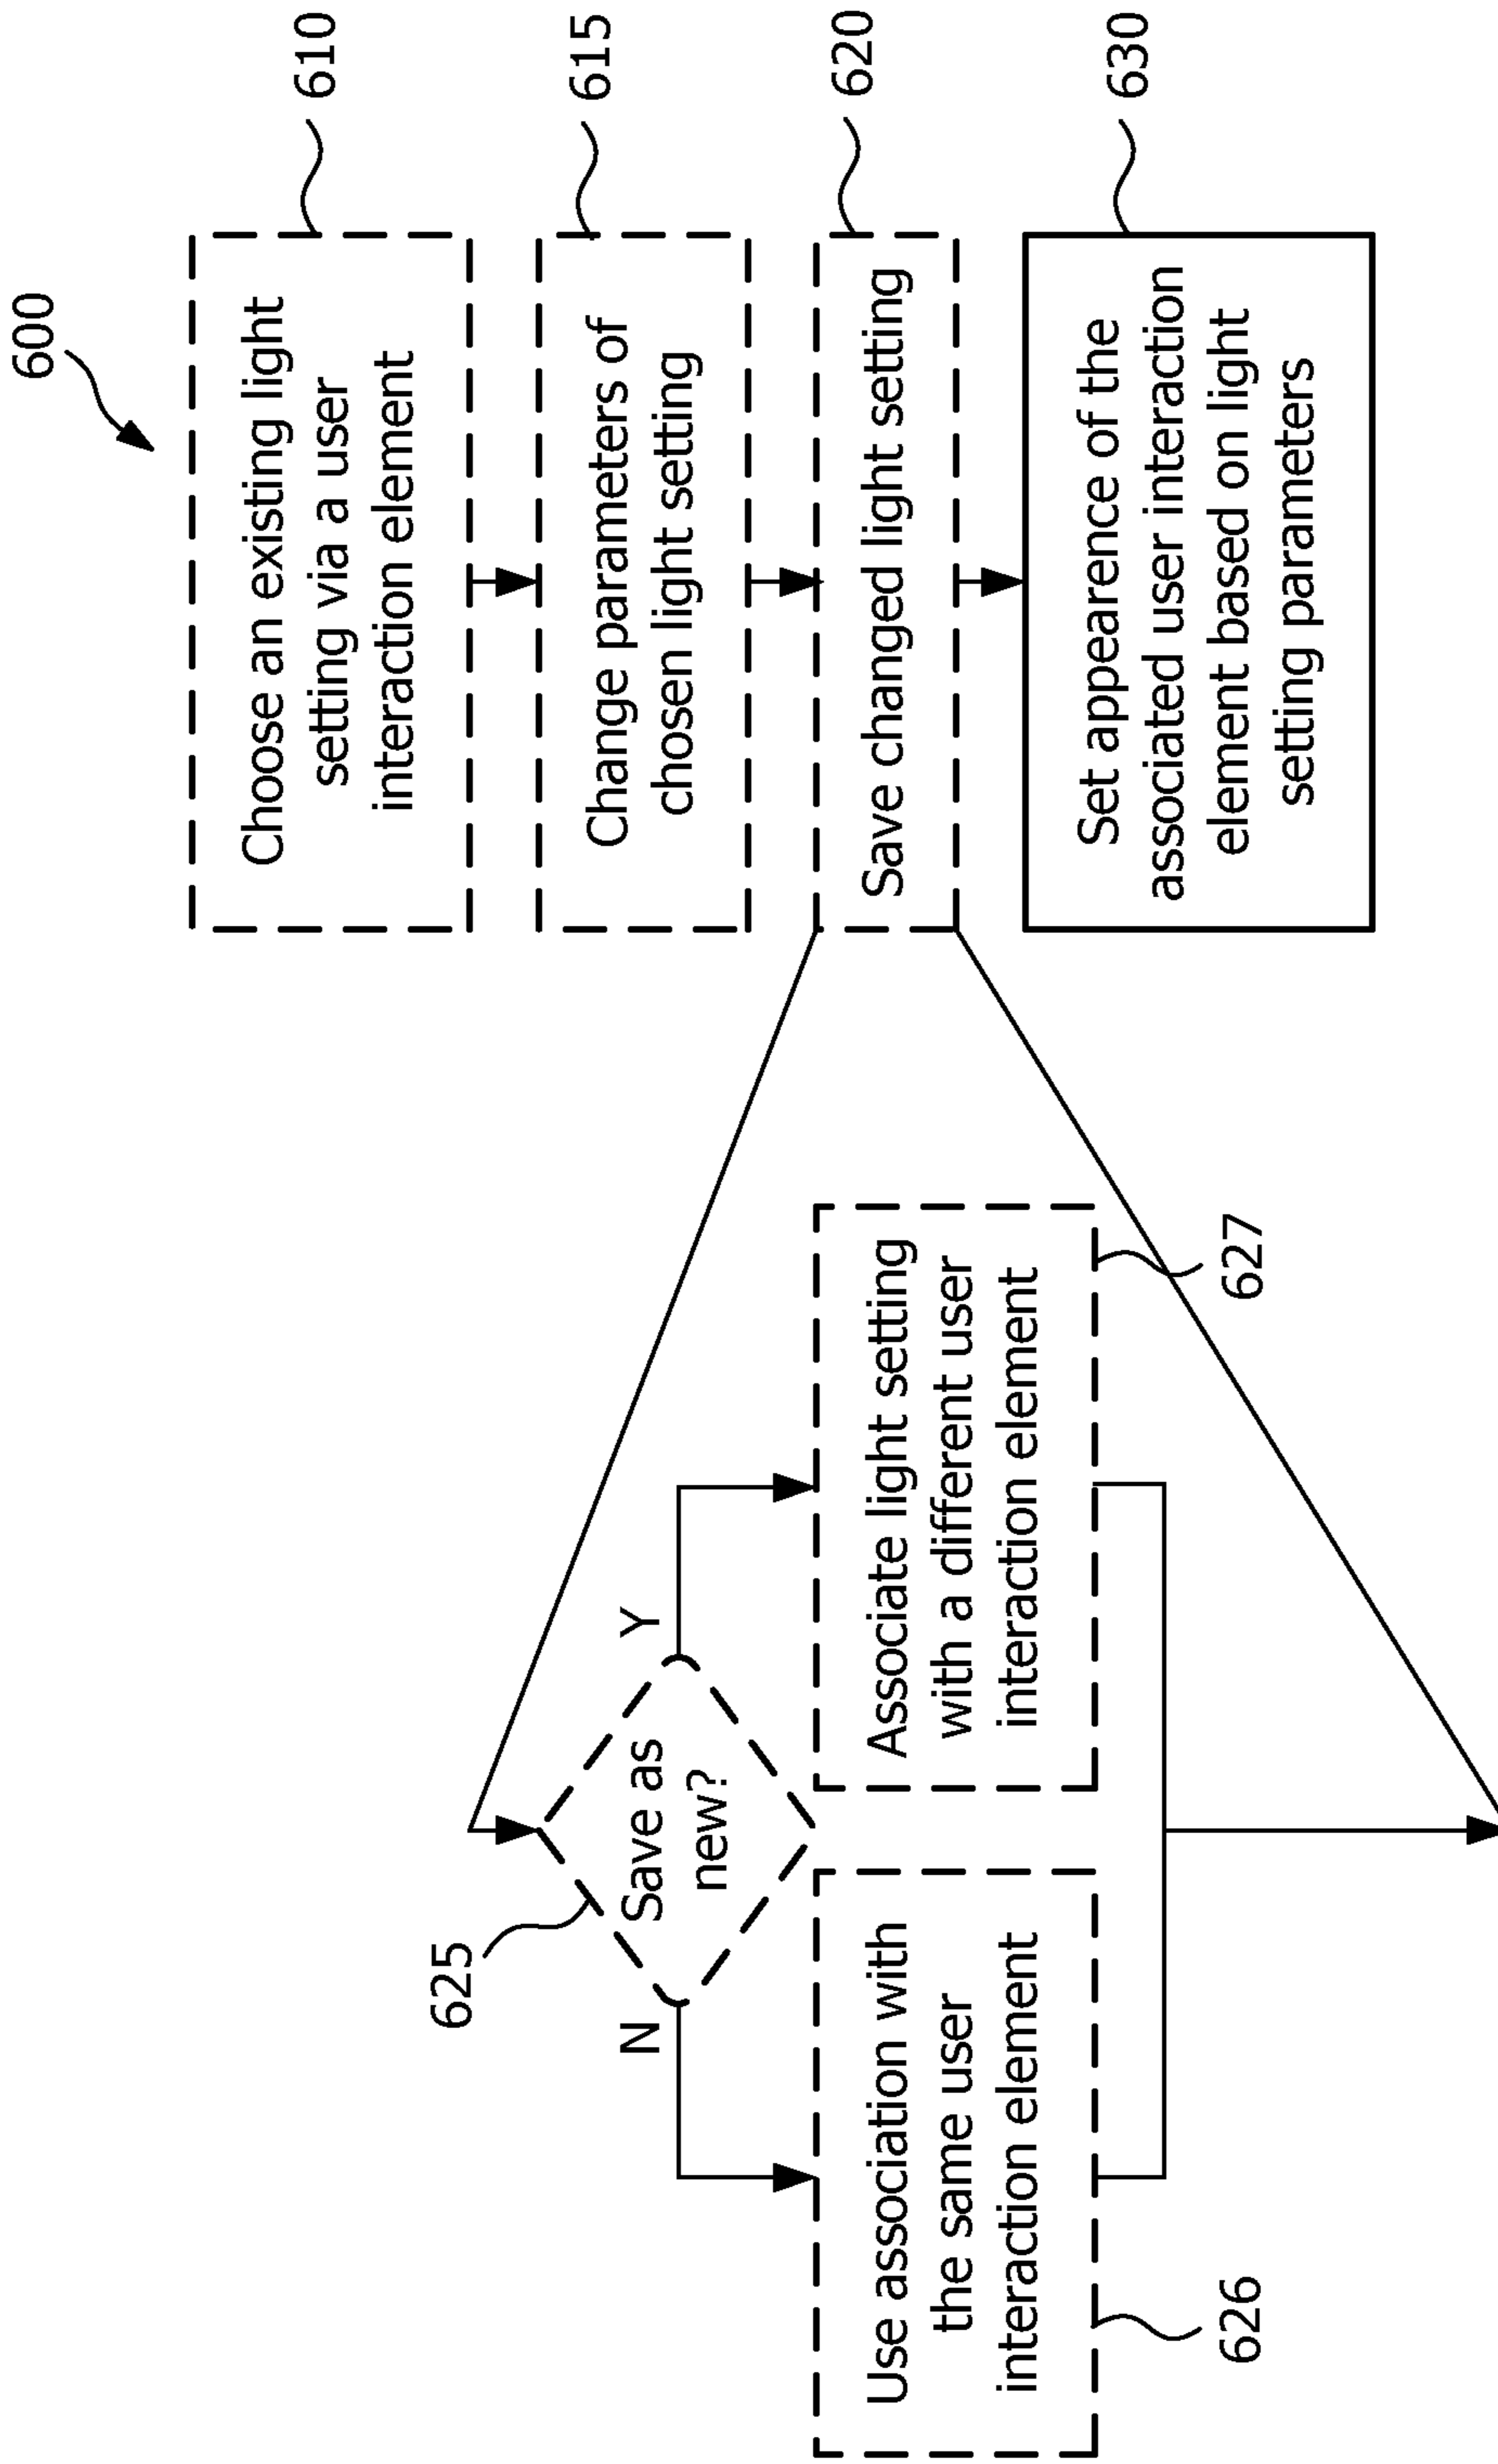 600
Choose an existing light
setting via a user
interaction element
610
Change parameters of
chosen light setting
615
Save changed light setting
620
Set appearence of the
associated user interaction
element based on light
setting parameters
630
625
Save as
new?
N
Y
Use association with
the same user
interaction element
626
Associate light setting
with a different user
interaction element
627